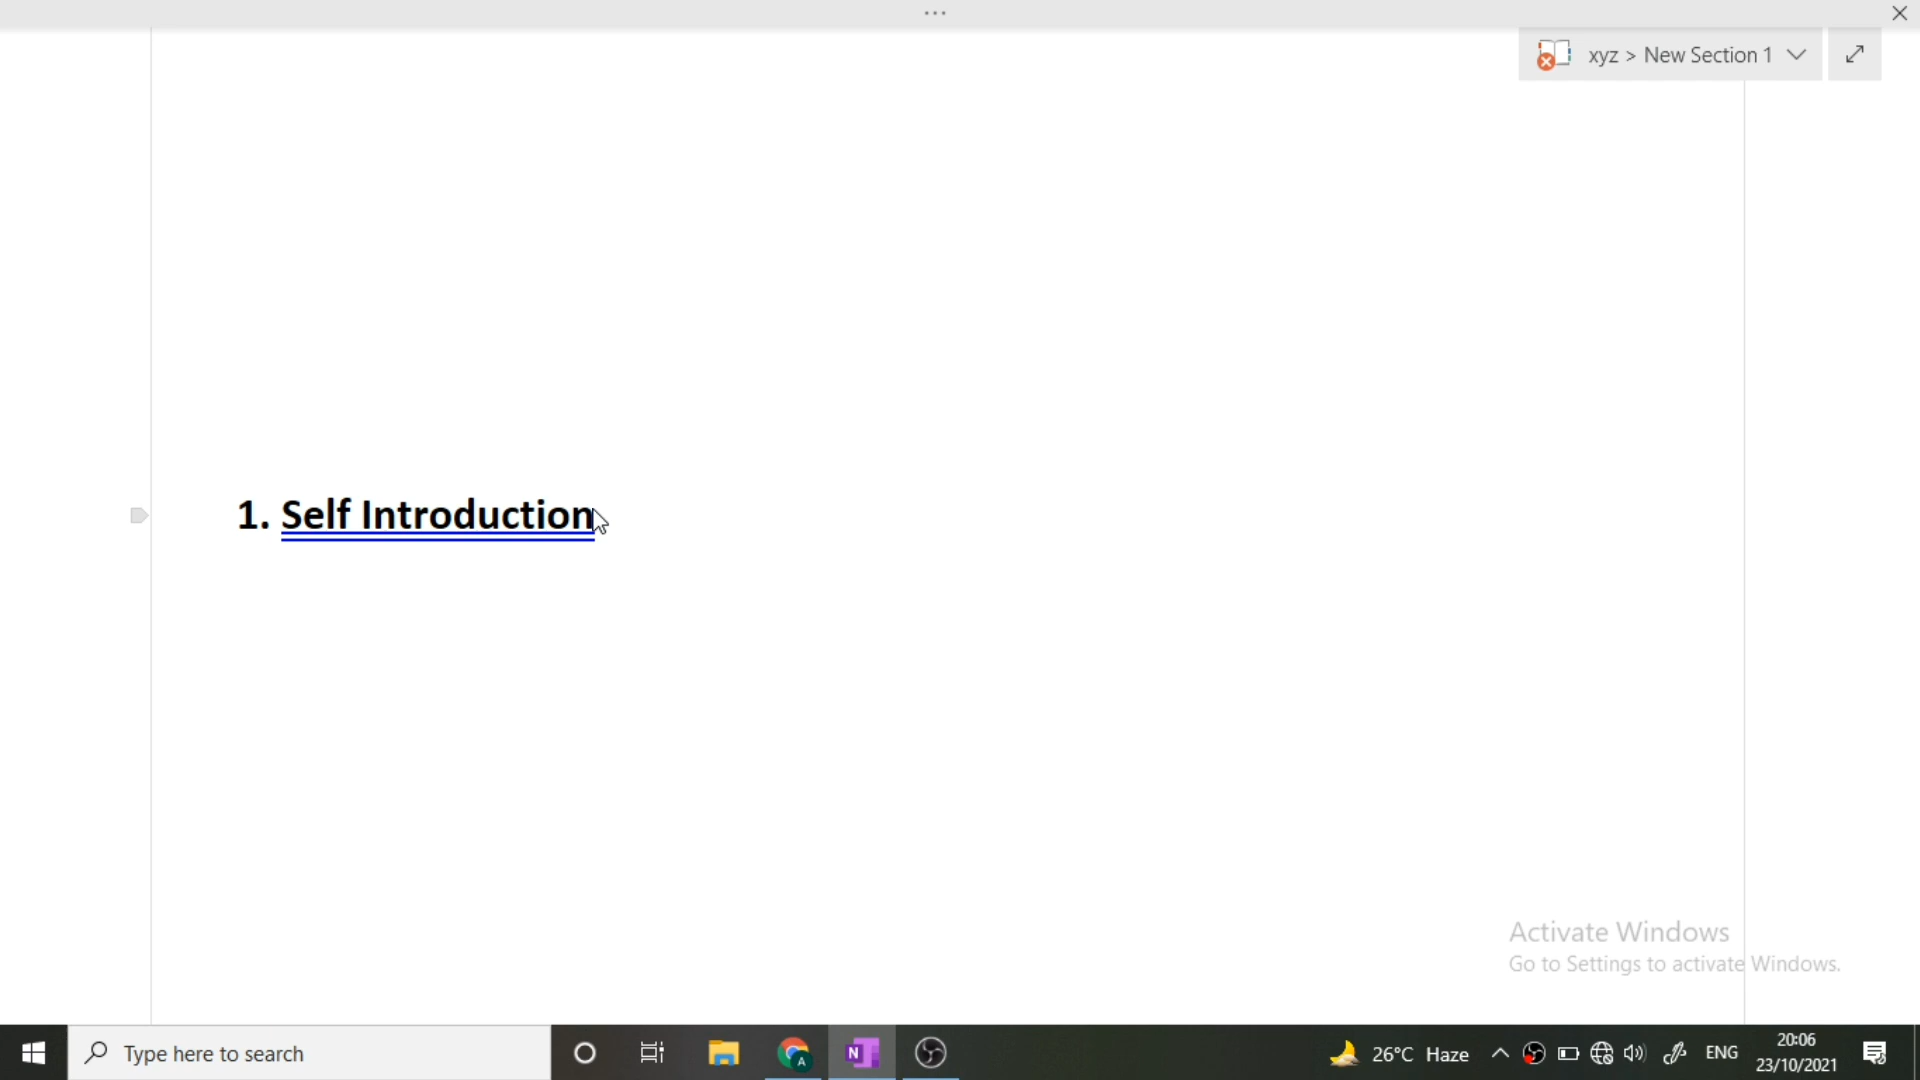 ...
xyz > New Section 1
1. Self Introduction
Activate Windows
Go to Settings to activate Windows.
Type here to search
A
N
26°C Haze
ENG
20:06
23/10/2021